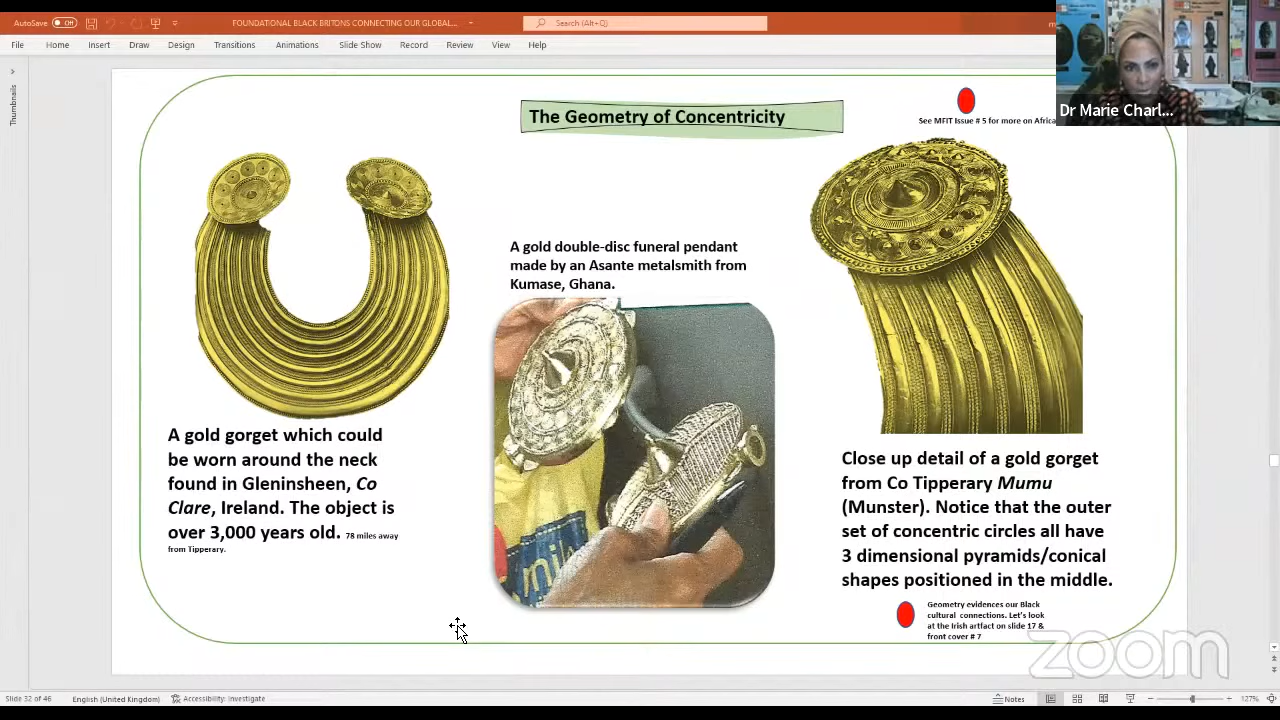 AutoSave
Off
FOUNDATIONAL BLACK BRITONS CONNECTING OUR GLOBAL...
Search (Alt+Q)
File Home Insert Draw Design Transitions Animations Slide Show Record Review View Help
Thumbnails
Dr Marie Charl...
The Geometry of Concentricity
See MFIT Issue # 5 for more on Africa
A gold double-disc funeral pendant
made by an Asante metalsmith from
Kumase, Ghana.
A gold gorget which could
be worn around the neck
found in Gleninsheen, Co
Clare, Ireland. The object is
over 3,000 years old. 78 miles away
from Tipperary.
mil
Close up detail of a gold gorget
from Co Tipperary Mumu
(Munster). Notice that the outer
set of concentric circles all have
3 dimensional pyramids/conical
shapes positioned in the middle.
Geometry evidences our Black
cultural connections. Let's look
at the Irish artfact on slide 17 &
front cover # 7
zoom
Slide 32 of 46 English (United Kingdom) Accessibility: Investigate Notes 127%